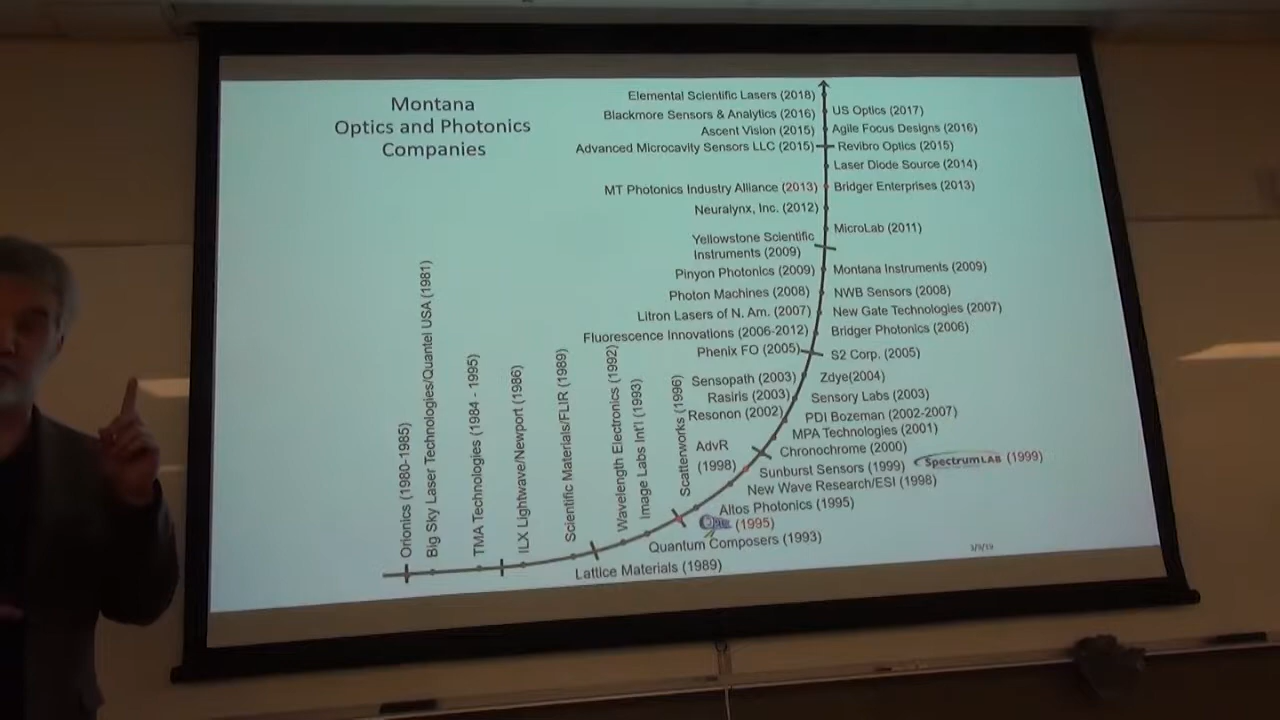 Montana
Optics and Photonics
Companies
Elemental Scientific Lasers (2018)
US Optics (2017)
Blackmore Sensors & Analytics (2016)
Agile Focus Designs (2016)
Ascent Vision (2015)
Revibro Optics (2015)
Advanced Microcavity Sensors LLC (2015)
Laser Diode Source (2014)
MT Photonics Industry Alliance (2013)
Bridger Enterprises (2013)
Neuralynx, Inc. (2012)
MicroLab (2011)
Yellowstone Scientific
Instruments (2009)
Pinyon Photonics (2009)
Montana Instruments (2009)
Photon Machines (2008)
NWB Sensors (2008)
Litron Lasers of N. Am. (2007)
New Gate Technologies (2007)
Fluorescence Innovations (2006-2012)
Bridger Photonics (2006)
Phenix FO (2005)
S2 Corp. (2005)
Sensopath (2003)
Zdye(2004)
Rasiris (2003)
Sensory Labs (2003)
Resonon (2002)
PDI Bozeman (2002-2007)
MPA Technologies (2001)
AdvR
(1998)
Chronochrome (2000)
Sunburst Sensors (1999)
SpectrumLAB (1999)
New Wave Research/ESI (1998)
Altos Photonics (1995)
(1995)
Quantum Composers (1993)
Lattice Materials (1989)
Orionics (1980-1985)
Big Sky Laser Technologies/Quantel USA (1981)
TMA Technologies (1984 - 1995)
ILX Lightwave/Newport (1986)
Scientific Materials/FLIR (1989)
Wavelength Electronics (1992)
Image Labs Int'l (1993)
Scatterworks (1996)